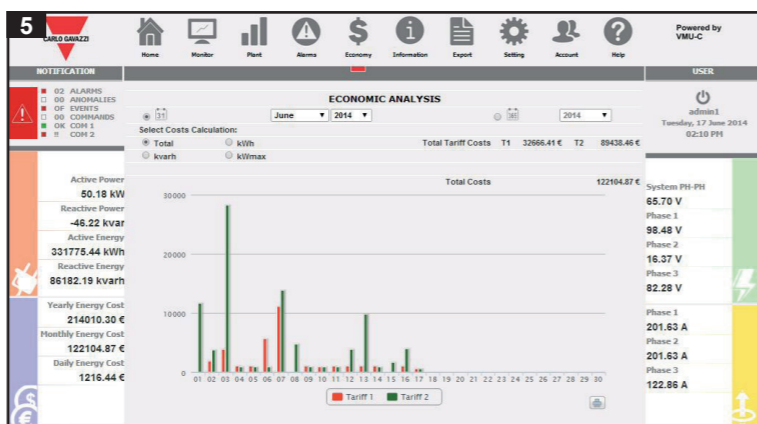 5
CARLO GAVAZZI
Home Monitor Plant Alarms Economy Information Export Setting Account Help
Powered by
VMU-C
NOTIFICATION
USER
02 ALARMS
00 ANOMALIES
OF EVENTS
00 COMMANDS
OK COM 1
!! COM 2
ECONOMIC ANALYSIS
31 June 2014 2014
Select Costs Calculation:
Total kWh
kvarh kWmax
Total Tariff Costs T1 32666.41 € T2 89438.46 €
Total Costs 122104.87 €
admin1
Tuesday, 17 June 2014
02:10 PM
Active Power
50.18 kW
Reactive Power
-46.22 kvar
Active Energy
331775.44 kWh
Reactive Energy
86182.19 kvarh
Yearly Energy Cost
214010.30 €
Monthly Energy Cost
122104.87 €
Daily Energy Cost
1216.44 €
30000
20000
10000
0
01 02 03 04 05 06 07 08 09 10 11 12 13 14 15 16 17 18 19 20 21 22 23 24 25 26 27 28 29 30
Tariff 1 Tariff 2
System PH-PH
65.70 V
Phase 1
98.48 V
Phase 2
16.37 V
Phase 3
82.28 V
Phase 1
201.63 A
Phase 2
201.63 A
Phase 3
122.86 A